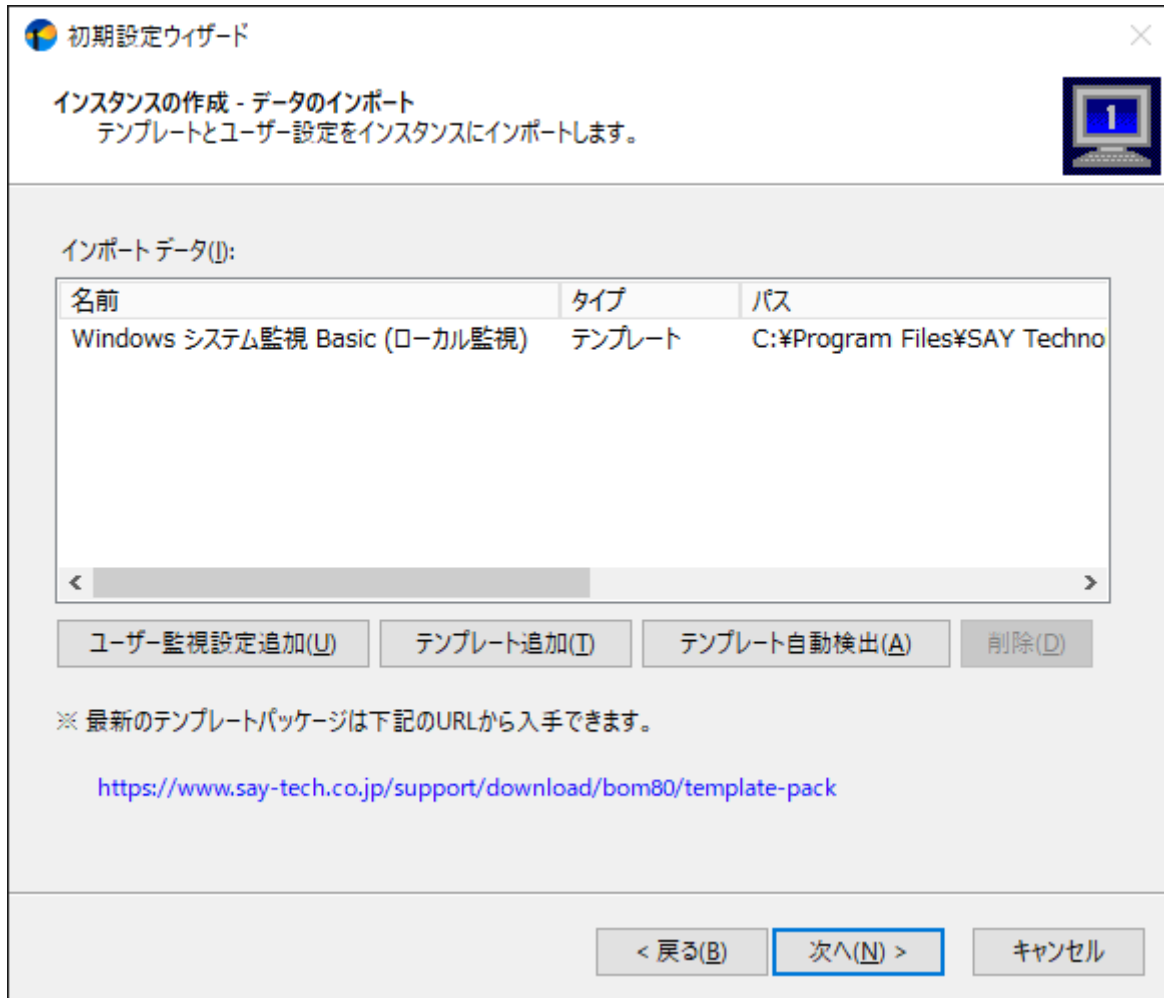 初期設定ウィザード
インスタンスの作成 - データのインポート
テンプレートとユーザー設定をインスタンスにインポートします。
1
インポート データ(I):
名前 タイプ パス
Windows システム監視 Basic (ローカル監視) テンプレート C:¥Program Files¥SAY Techno
ユーザー監視設定追加(U) テンプレート追加(T) テンプレート自動検出(A) 削除(D)
※ 最新のテンプレートパッケージは下記のURLから入手できます。
https://www.say-tech.co.jp/support/download/bom80/template-pack
< 戻る(B) 次へ(N) > キャンセル